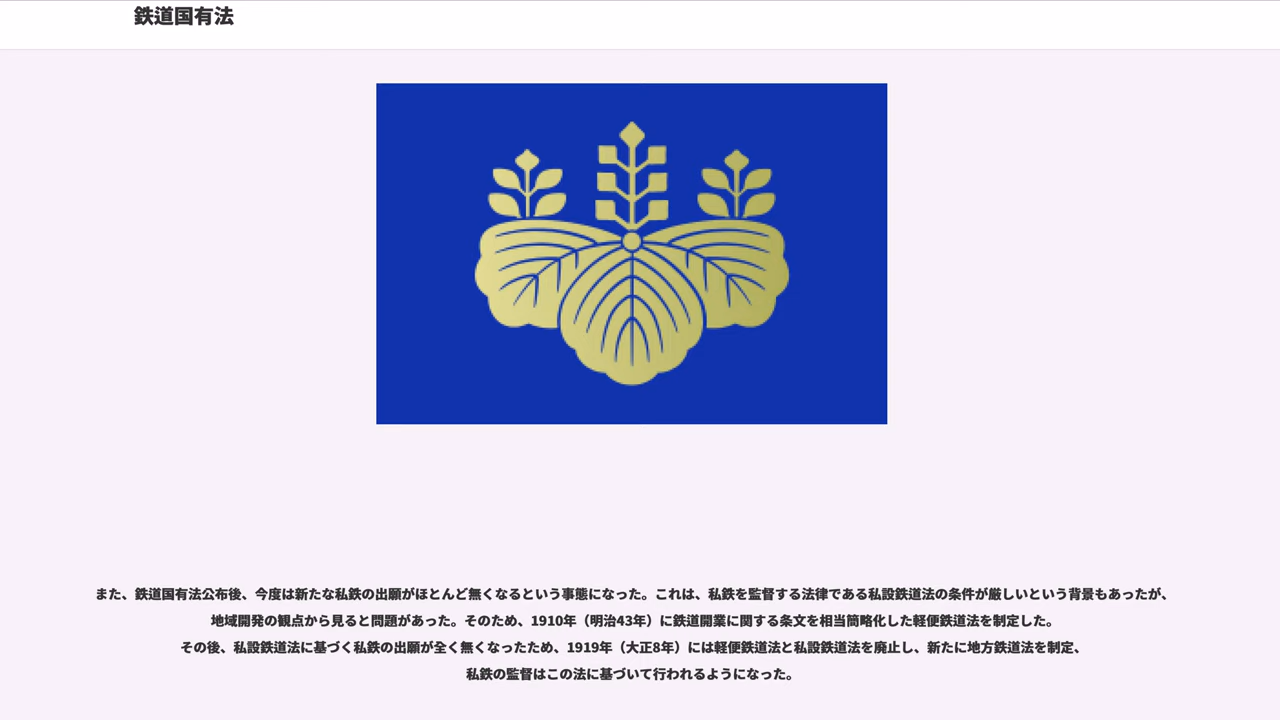 鉄道国有法
また、鉄道国有法公布後、今度は新たな私鉄の出願がほとんど無くなるという事態になった。これは、私鉄を監督する法律である私設鉄道法の条件が厳しいという背景もあったが、
地域開発の観点から見ると問題があった。そのため、1910年（明治43年）に鉄道開業に関する条文を相当簡略化した軽便鉄道法を制定した。
その後、私設鉄道法に基づく私鉄の出願が全く無くなったため、1919年（大正8年）には軽便鉄道法と私設鉄道法を廃止し、新たに地方鉄道法を制定、
私鉄の監督はこの法に基づいて行われるようになった。